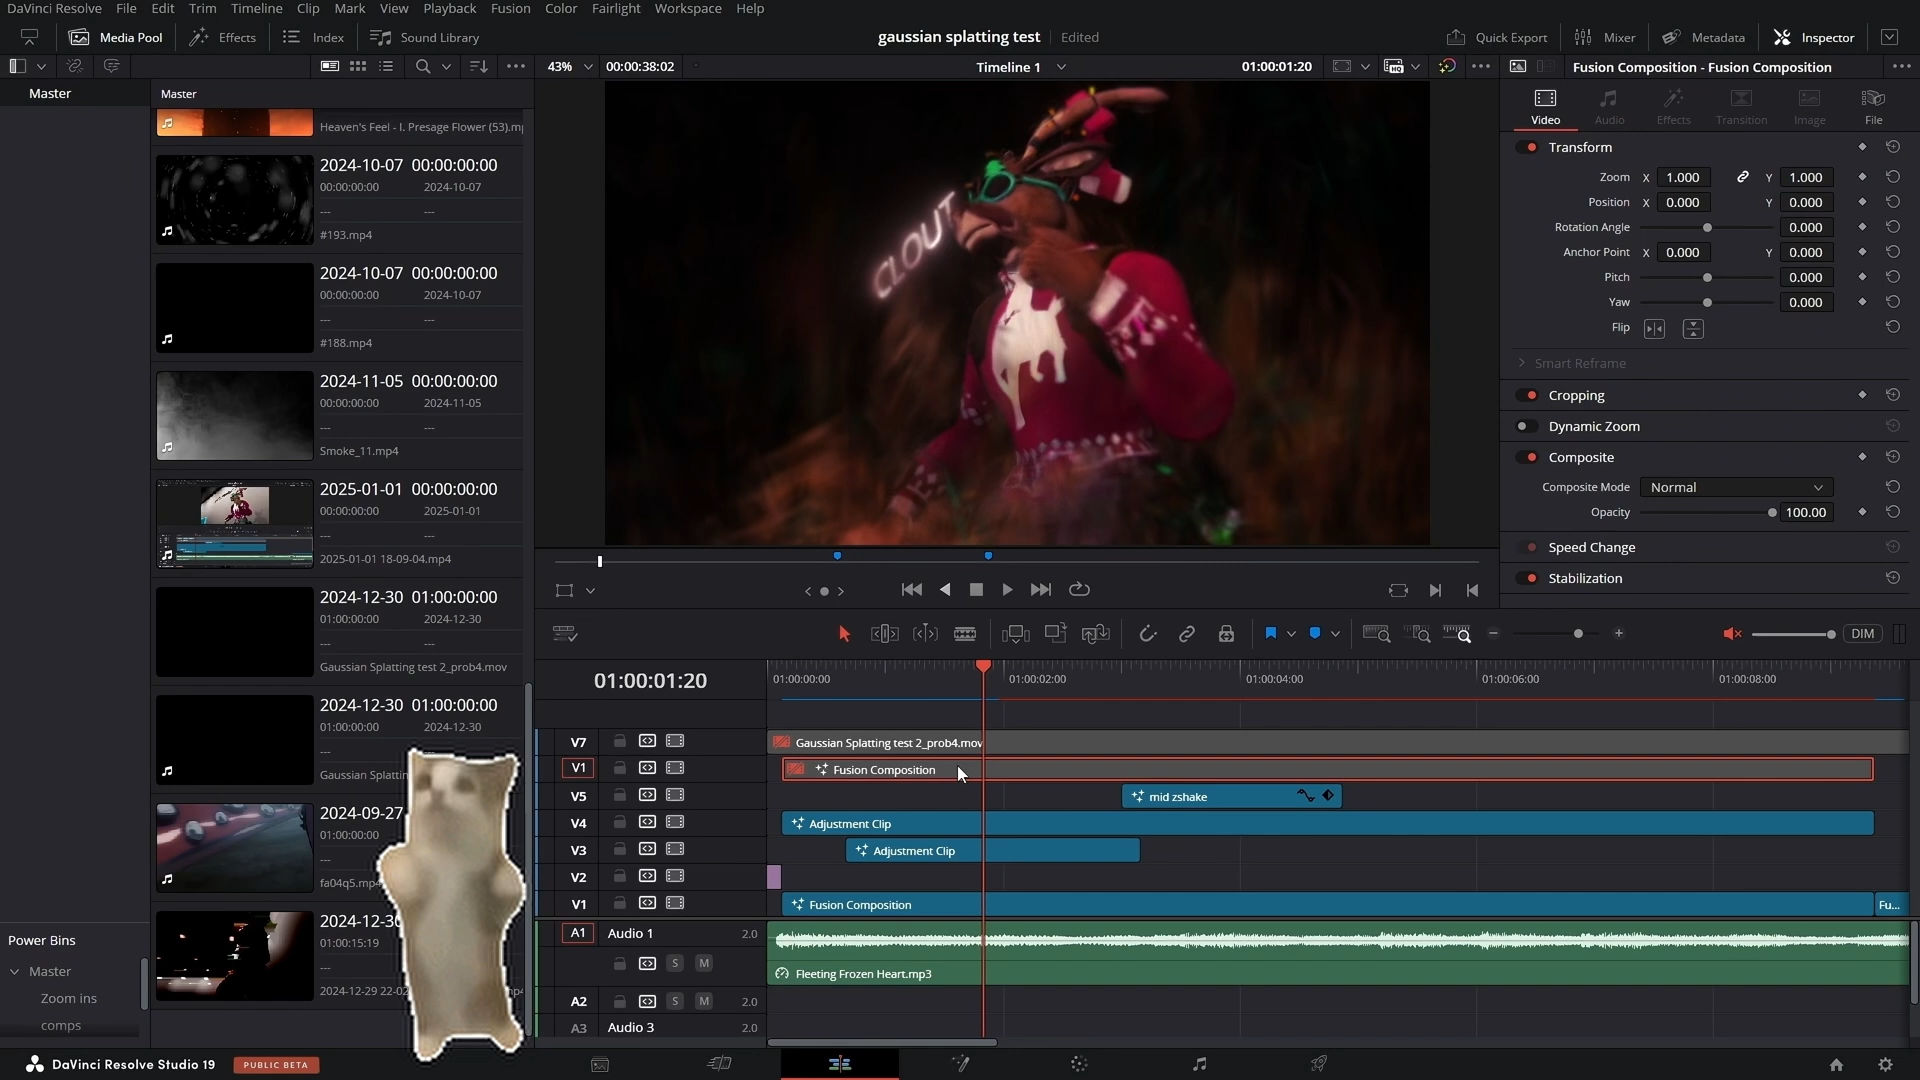 DaVinci Resolve File Edit Trim Timeline Clip Mark View Playback Fusion Color Fairlight Workspace Help
Media Pool Effects Index Sound Library
gaussian splatting test Edited
Quick Export Mixer Metadata Inspector
43% 00:00:38:02 Timeline 1 01:00:01:20
Fusion Composition - Fusion Composition
Master
Master
Heaven's Feel - I. Presage Flower (53).m
2024-10-07 00:00:00:00
00:00:00:00 2024-10-07
--- ---
#193.mp4
2024-10-07 00:00:00:00
00:00:00:00 2024-10-07
--- ---
#188.mp4
2024-11-05 00:00:00:00
00:00:00:00 2024-11-05
--- ---
Smoke_11.mp4
2025-01-01 00:00:00:00
00:00:00:00 2025-01-01
--- ---
2025-01-01 18-09-04.mp4
2024-12-30 01:00:00:00
01:00:00:00 2024-12-30
--- ---
Gaussian Splatting test 2_prob4.mov
2024-12-30 01:00:00:00
01:00:00:00 2024-12-30
---
Gaussian Splattin
2024-09-27
01:00:00:00
---
fa04q5.mp4
2024-12-30
01:00:15:19
---
2024-12-29 22-02
Power Bins
Master
Zoom ins
comps
CLOUT
Video Audio Effects Transition Image File
Transform
Zoom X 1.000 Y 1.000
Position X 0.000 Y 0.000
Rotation Angle 0.000
Anchor Point X 0.000 Y 0.000
Pitch 0.000
Yaw 0.000
Flip
Smart Reframe
Cropping
Dynamic Zoom
Composite
Composite Mode Normal
Opacity 100.00
Speed Change
Stabilization
DIM
01:00:01:20
01:00:00:00 01:00:02:00 01:00:04:00 01:00:06:00 01:00:08:00
V7 Gaussian Splatting test 2_prob4.mov
V1 Fusion Composition
V5 mid zshake
V4 Adjustment Clip
V3 Adjustment Clip
V2
V1 Fusion Composition Fu...
A1 Audio 1 2.0
S M
Fleeting Frozen Heart.mp3
A2 S M 2.0
A3 Audio 3 2.0
DaVinci Resolve Studio 19 PUBLIC BETA